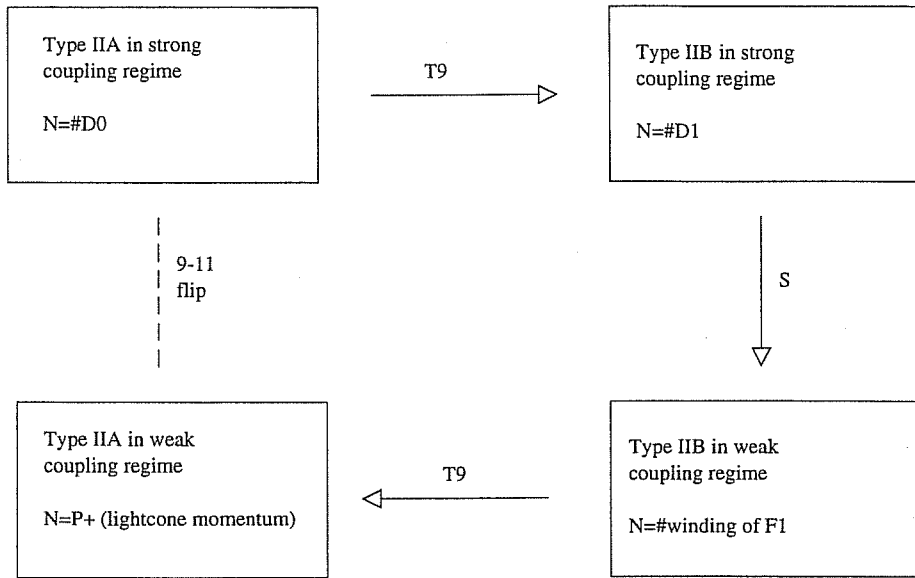 Type IIA in strong
coupling regime
N=#D0
T9
Type IIB in strong
coupling regime
N=#D1
9-11
flip
S
Type IIA in weak
coupling regime
N=P+ (lightcone momentum)
T9
Type IIB in weak
coupling regime
N=#winding of F1